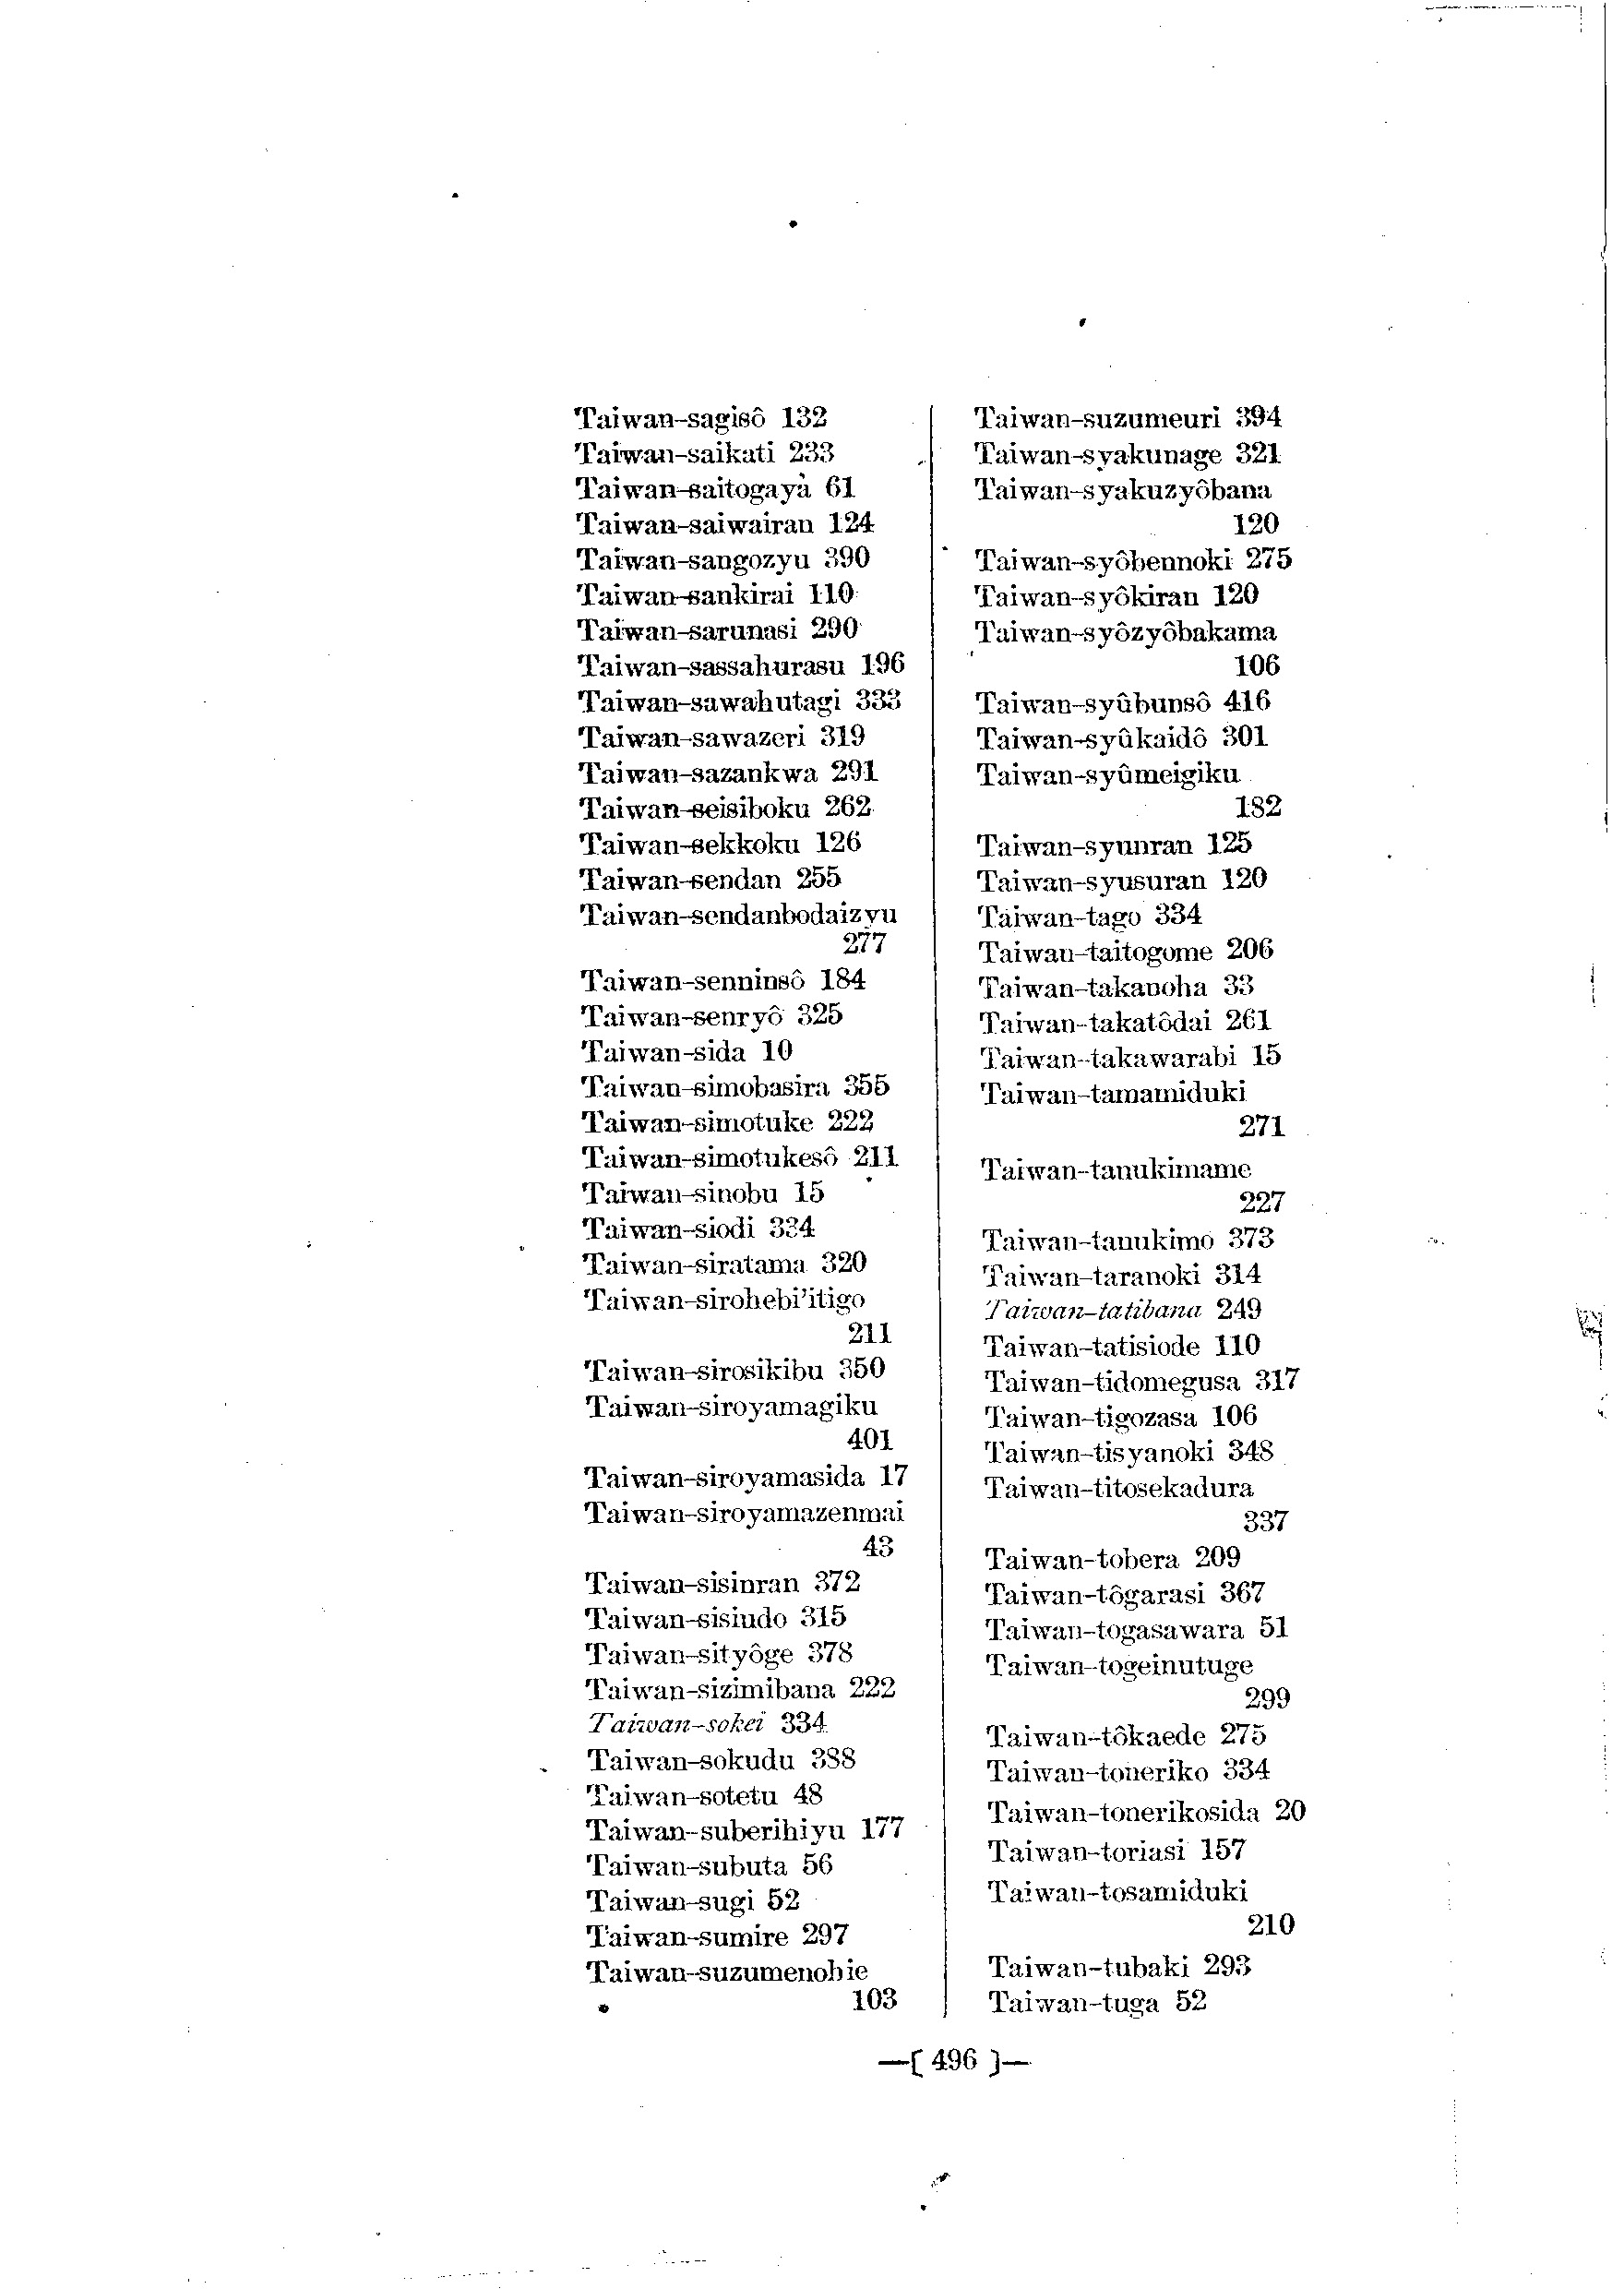 Taiwan-sagisô 132
Taiwan-saikati 233
Taiwan-saitogaya 61
Taiwan-saiwairan 124
Taiwan-sangozyu 390
Taiwan-sankirai 110
Taiwan-sarunasi 290
Taiwan-sassahurasu 196
Taiwan-sawahutagi 333
Taiwan-sawazeri 319
Taiwan-sazankwa 291
Taiwan-seisiboku 262
Taiwan-sekkoku 126
Taiwan-sendan 255
Taiwan-sendanbodaizyu
277
Taiwan-senninsô 184
Taiwan-senryô 325
Taiwan-sida 10
Taiwan-simobasira 355
Taiwan-simotuke 222
Taiwan-simotukesô 211
Taiwan-sinobu 15
Taiwan-siodi 334
Taiwan-siratama 320
Taiwan-sirohebi'itigo
211
Taiwan-sirosikibu 350
Taiwan-siroyamagiku
401
Taiwan-siroyamasida 17
Taiwan-siroyamazenmai
43
Taiwan-sisinran 372
Taiwan-sisiudo 315
Taiwan-sityôge 378
Taiwan-sizimibana 222
Taiwan-sokei 334
Taiwan-sokudu 388
Taiwan-sotetu 48
Taiwan-suberihiyu 177
Taiwan-subuta 56
Taiwan-sugi 52
Taiwan-sumire 297
Taiwan-suzumenohie
103
Taiwan-suzumeuri 394
Taiwan-syakunage 321
Taiwan-syakuzyôbana
120
Taiwan-syôbennoki 275
Taiwan-syôkiran 120
Taiwan-syôzyôbakama
106
Taiwan-syûbunsô 416
Taiwan-syûkaidô 301
Taiwan-syûmeigiku
182
Taiwan-syunran 125
Taiwan-syusuran 120
Taiwan-tago 334
Taiwan-taitogome 206
Taiwan-takanoha 33
Taiwan-takatôdai 261
Taiwan-takawarabi 15
Taiwan-tamamiduki
271
Taiwan-tanukimame
227
Taiwan-tanukimo 373
Taiwan-taranoki 314
Taiwan-tatibana 249
Taiwan-tatisiode 110
Taiwan-tidomegusa 317
Taiwan-tigozasa 106
Taiwan-tisyanoki 348
Taiwan-titosekadura
337
Taiwan-tobera 209
Taiwan-tôgarasi 367
Taiwan-togasawara 51
Taiwan-togeinutuge
299
Taiwan-tôkaede 275
Taiwan-toneriko 334
Taiwan-tonerikosida 20
Taiwan-toriasi 157
Taiwan-tosamiduki
210
Taiwan-tubaki 293
Taiwan-tuga 52
—[ 496 ]—